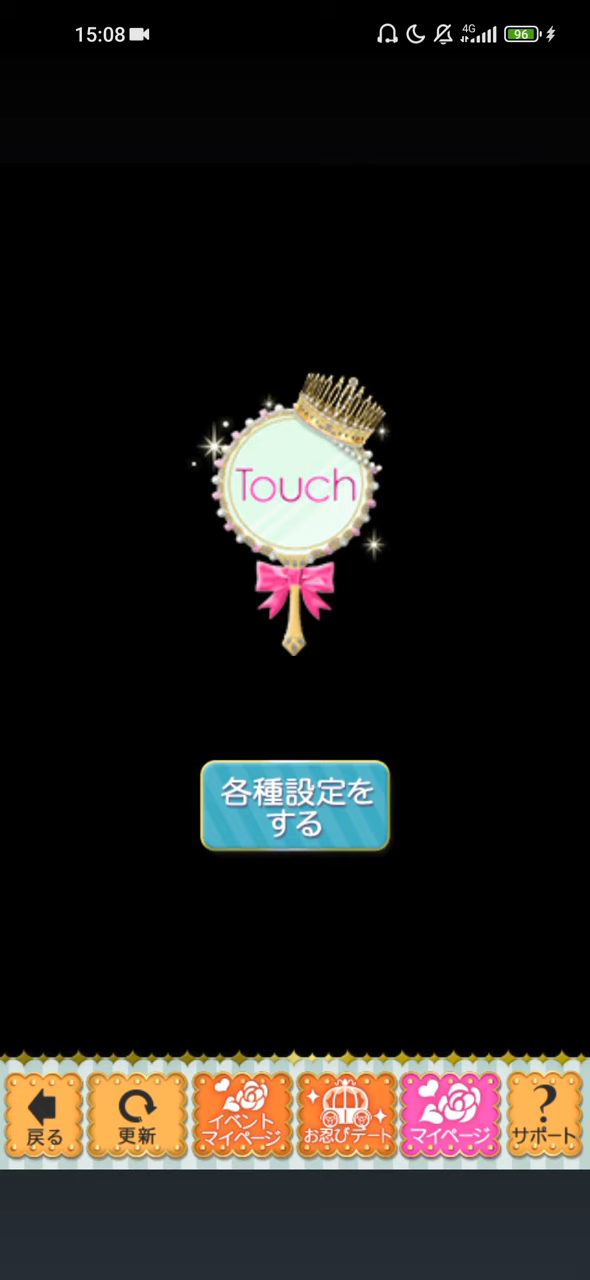 15:08
4G
96
Touch
各種設定を
する
戻る
更新
イベント
マイページ
お忍びデート
マイページ
?
サポート